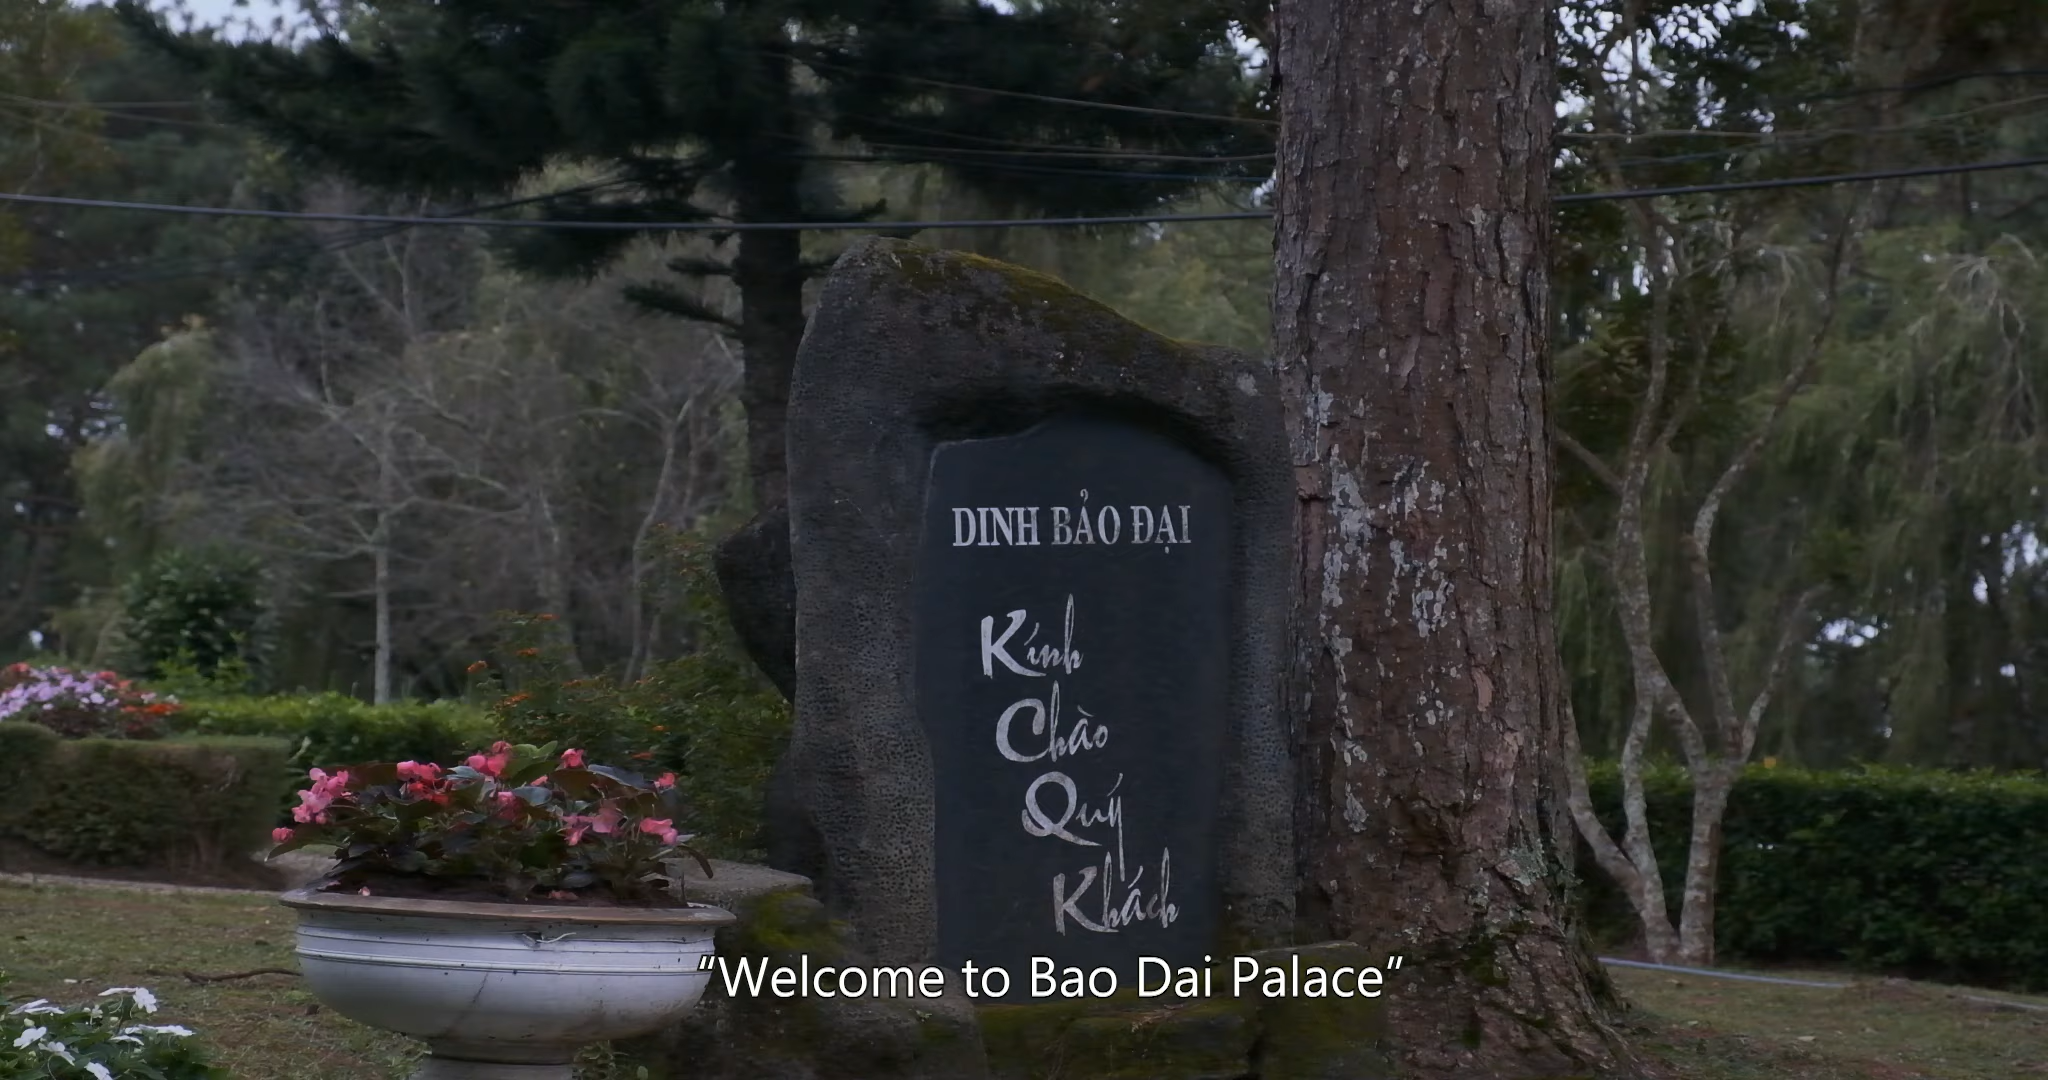 DINH BẢO ĐẠI
Kính
Chào
Quý
Khách
“Welcome to Bao Dai Palace”